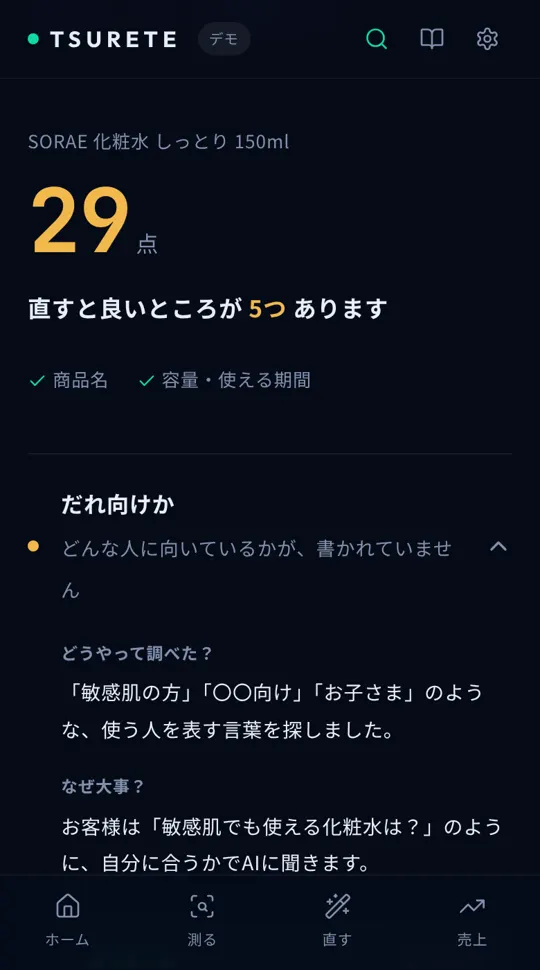 TSURETE デモ
SORAE 化粧水 しっとり 150ml
29点
直すと良いところが 5つ あります
商品名 容量・使える期間
だれ向けか
どんな人に向いているかが、書かれていませ
ん
どうやって調べた？
「敏感肌の方」「〇〇向け」「お子さま」のよう
な、使う人を表す言葉を探しました。
なぜ大事？
お客様は「敏感肌でも使える化粧水は？」のよう
に、自分に合うかでAIに聞きます。
ホーム 測る 直す 売上